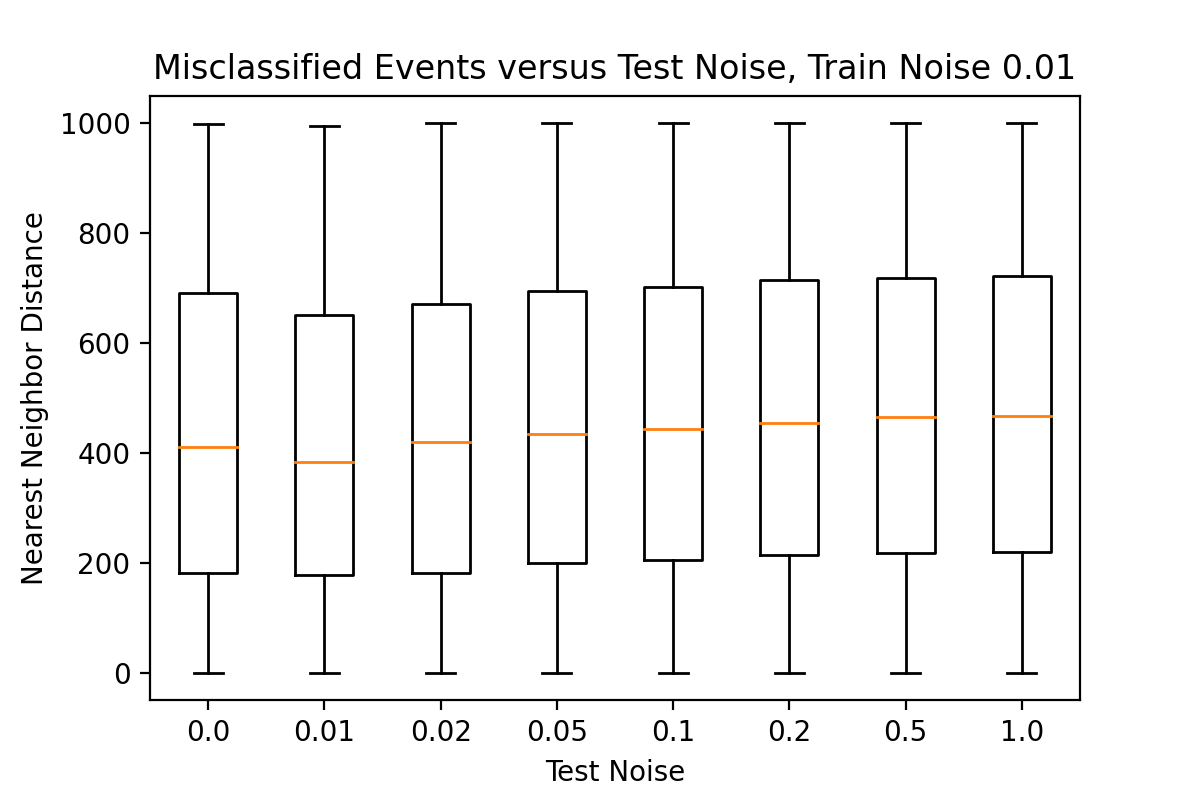 Misclassified Events versus Test Noise, Train Noise 0.01
Nearest Neighbor Distance
1000
800
600
400
200
0
0.0 0.01 0.02 0.05 0.1 0.2 0.5 1.0
Test Noise